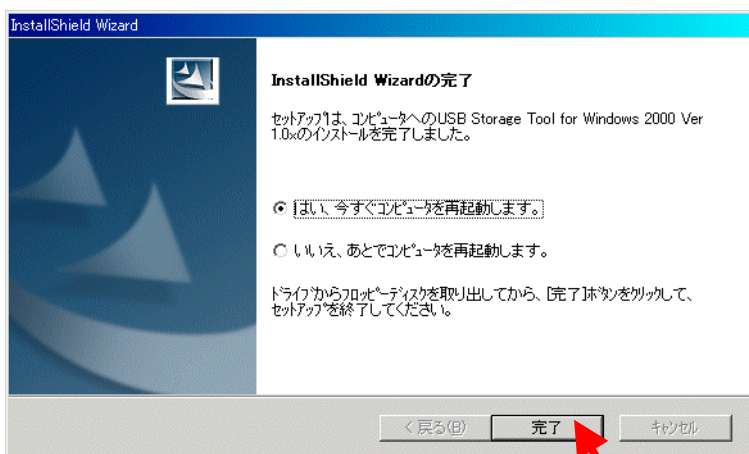 InstallShield Wizard
InstallShield Wizardの完了
セットアップは、コンピュータへのUSB Storage Tool for Windows 2000 Ver
1.0xのインストールを完了しました。
はい、今すぐコンピュータを再起動します。
いいえ、あとでコンピュータを再起動します。
ドライブからフロッピーディスクを取り出してから、[完了]ボタンをクリックして、
セットアップを終了してください。
< 戻る(B)
完了
キャンセル